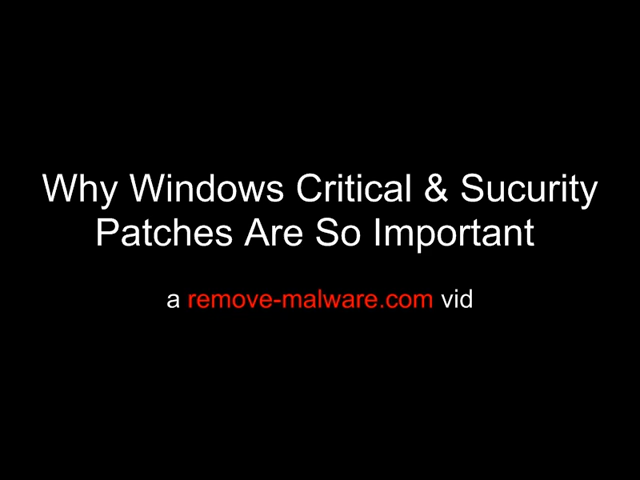 Why Windows Critical & Sucurity
Patches Are So Important
a remove-malware.com vid